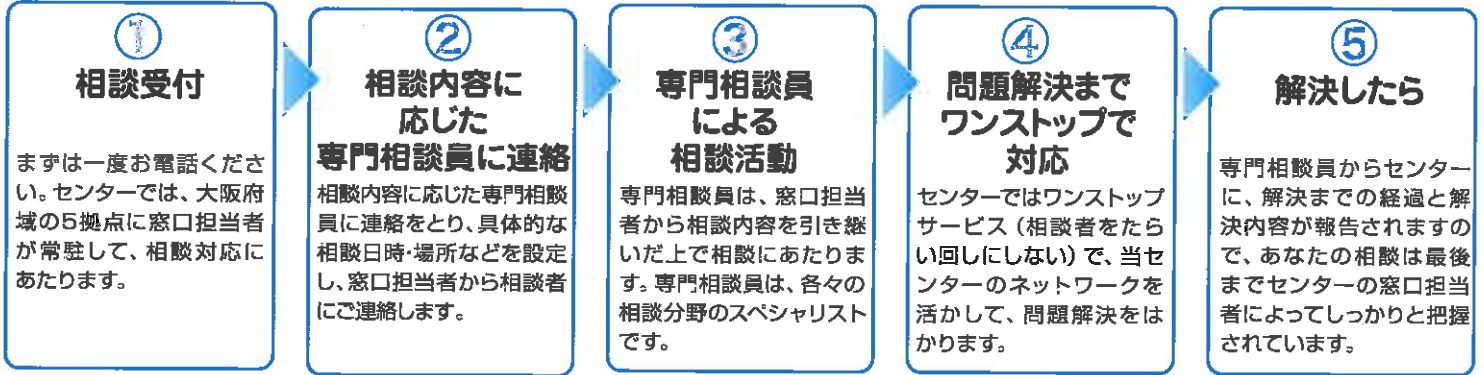 ①
相談受付
まずは一度お電話くださ
い。センターでは、大阪府
域の5拠点に窓口担当者
が常駐して、相談対応に
あたります。
②
相談内容に
応じた
専門相談員に連絡
相談内容に応じた専門相談
員に連絡をとり、具体的な
相談日時・場所などを設定
し、窓口担当者から相談者
にご連絡します。
③
専門相談員
による
相談活動
専門相談員は、窓口担当
者から相談内容を引き継
いだ上で相談にあたりま
す。専門相談員は、各々の
相談分野のスペシャリスト
です。
④
問題解決まで
ワンストップで
対応
センターではワンストップ
サービス（相談者をたら
い回しにしない）で、当セ
ンターのネットワークを
活かして、問題解決をは
かります。
⑤
解決したら
専門相談員からセンター
に、解決までの経過と解
決内容が報告されますの
で、あなたの相談は最後
までセンターの窓口担当
者によってしっかりと把握
されています。